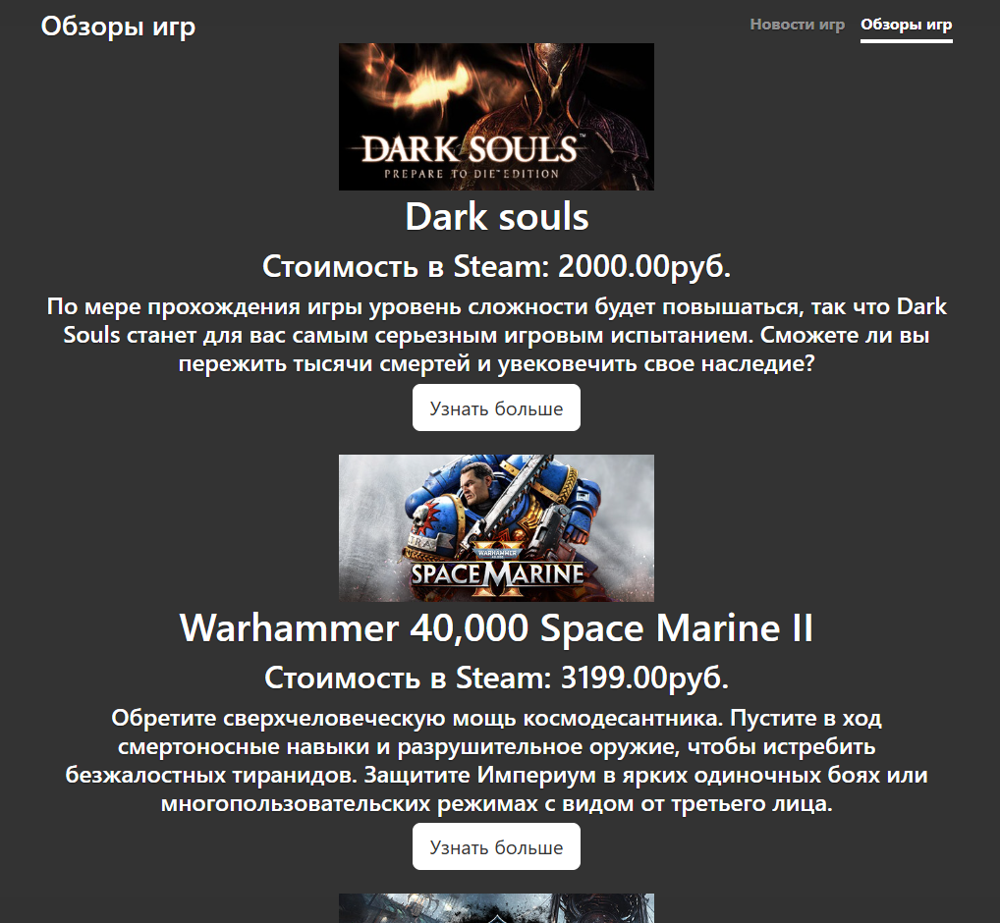 Обзоры игр
Новости игр Обзоры игр
DARK SOULS™
PREPARE TO DIE™ EDITION
Dark souls
Стоимость в Steam: 2000.00руб.
По мере прохождения игры уровень сложности будет повышаться, так что Dark
Souls станет для вас самым серьезным игровым испытанием. Сможете ли вы
пережить тысячи смертей и увековечить свое наследие?
Узнать больше
WARHAMMER
40,000
SPACE MARINE
II
Warhammer 40,000 Space Marine II
Стоимость в Steam: 3199.00руб.
Обретите сверхчеловеческую мощь космодесантника. Пустите в ход
смертоносные навыки и разрушительное оружие, чтобы истребить
безжалостных тиранидов. Защитите Империум в ярких одиночных боях или
многопользовательских режимах с видом от третьего лица.
Узнать больше